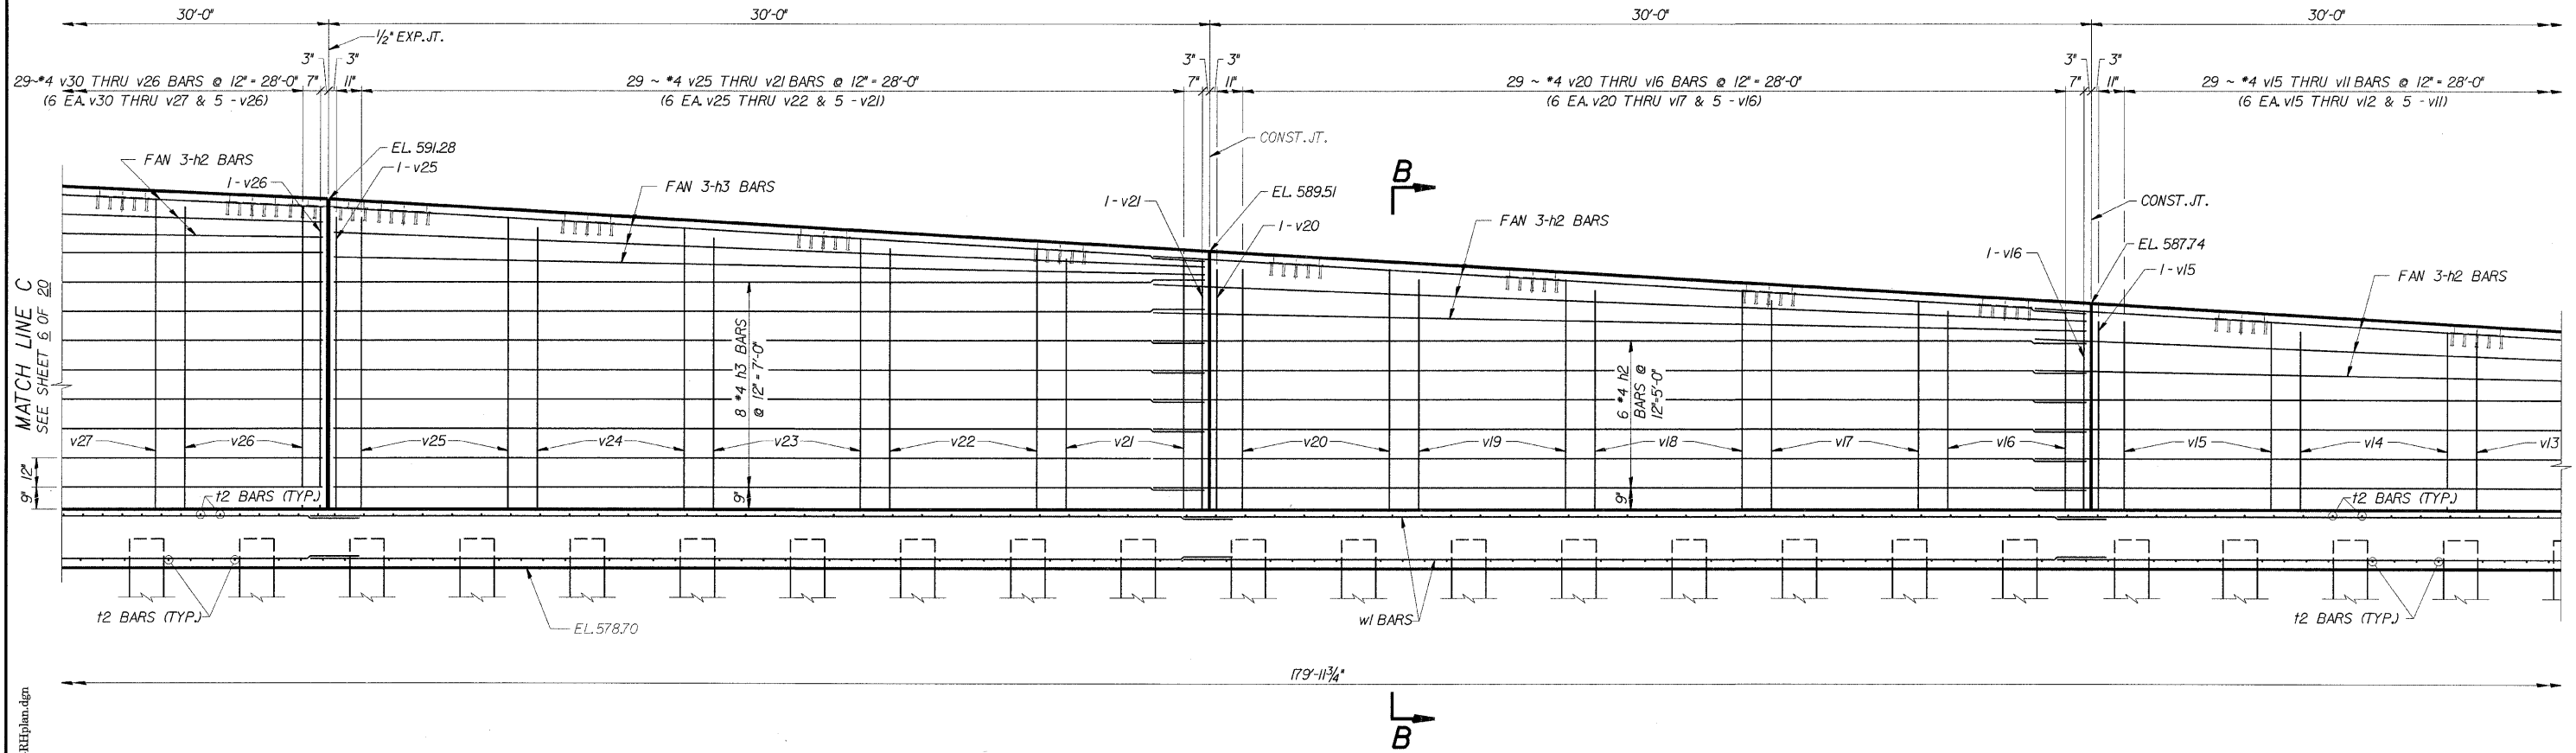 30'-0" 30'-0" 30'-0" 30'-0"
1/2" EXP. JT.
3" 3" 3" 3" 3" 3"
29~#4 v30 THRU v26 BARS @ 12" = 28'-0" 7" 11" 29 ~ #4 v25 THRU v21 BARS @ 12" = 28'-0" 7" 11" 29 ~ #4 v20 THRU v16 BARS @ 12" = 28'-0" 7" 11" 29 ~ #4 v15 THRU v11 BARS @ 12" = 28'-0"
(6 EA. v30 THRU v27 & 5 - v26) (6 EA. v25 THRU v22 & 5 - v21) (6 EA. v20 THRU v17 & 5 - v16) (6 EA. v15 THRU v12 & 5 - v11)
CONST. JT.
EL. 591.28
FAN 3-h2 BARS
1-v25
B
1-v26
FAN 3-h3 BARS
EL. 589.51
1-v21
CONST. JT.
FAN 3-h2 BARS
1-v20
EL. 587.74
1-v16
1-v15
FAN 3-h2 BARS
MATCH LINE C
SEE SHEET 6 OF 20
8 #4 h3 BARS
@ 12" = 7'-0"
6 #4 h2
BARS @
12"=5'-0"
v27 v26 v25 v24 v23 v22 v21 v20 v19 v18 v17 v16 v15 v14 v13
12"
9" 9" 9"
t2 BARS (TYP.) t2 BARS (TYP.)
t2 BARS (TYP.) EL. 578.70 w1 BARS t2 BARS (TYP.)
179'-11 3/4"
B
RHplan.dgn